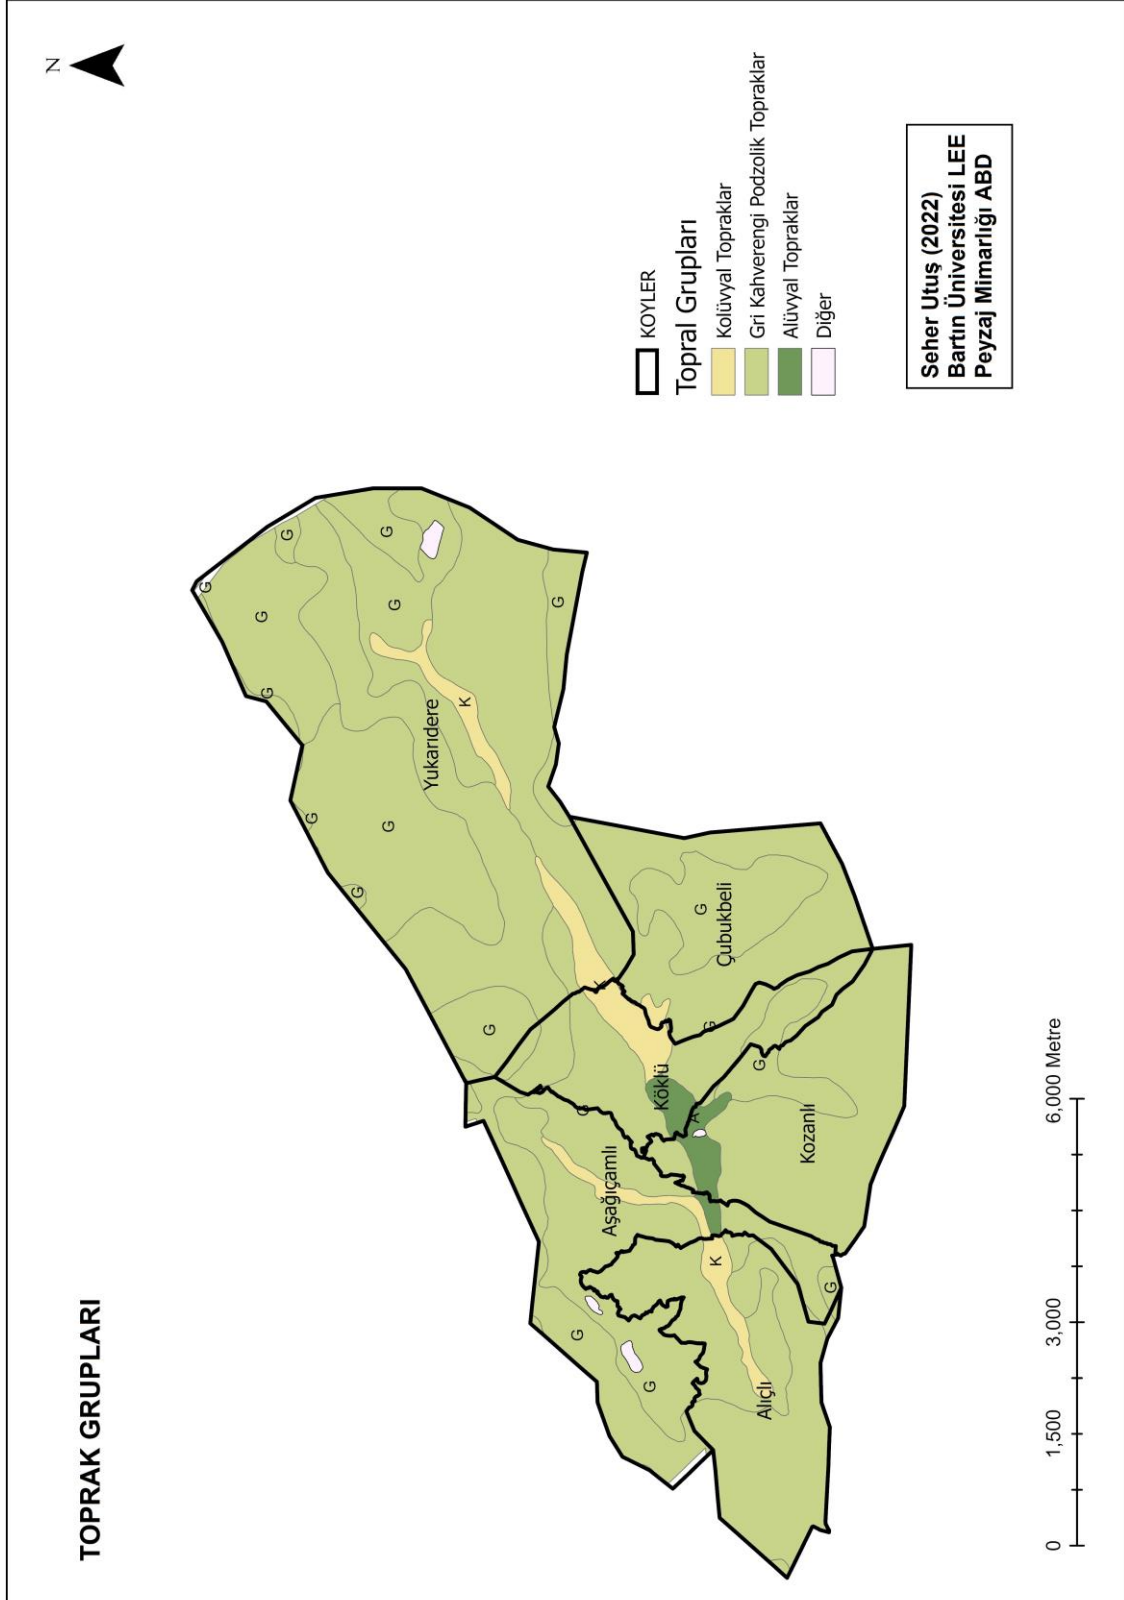 TOPRAK GRUPLARI
N
G
G
G
G
G
G
G
G
G
G
G
G
Yukarıdere
K
K
G
Çubukbeli
G
G
Köklü
A
Kozanlı
G
Aşağıçamlı
G
G
K
Alıçlı
G
KOYLER
Topral Grupları
Kolüvyal Topraklar
Gri Kahverengi Podzolik Topraklar
Alüvyal Topraklar
Diğer
0 1,500 3,000 6,000 Metre
Seher Utuş (2022)
Bartın Üniversitesi LEE
Peyzaj Mimarlığı ABD